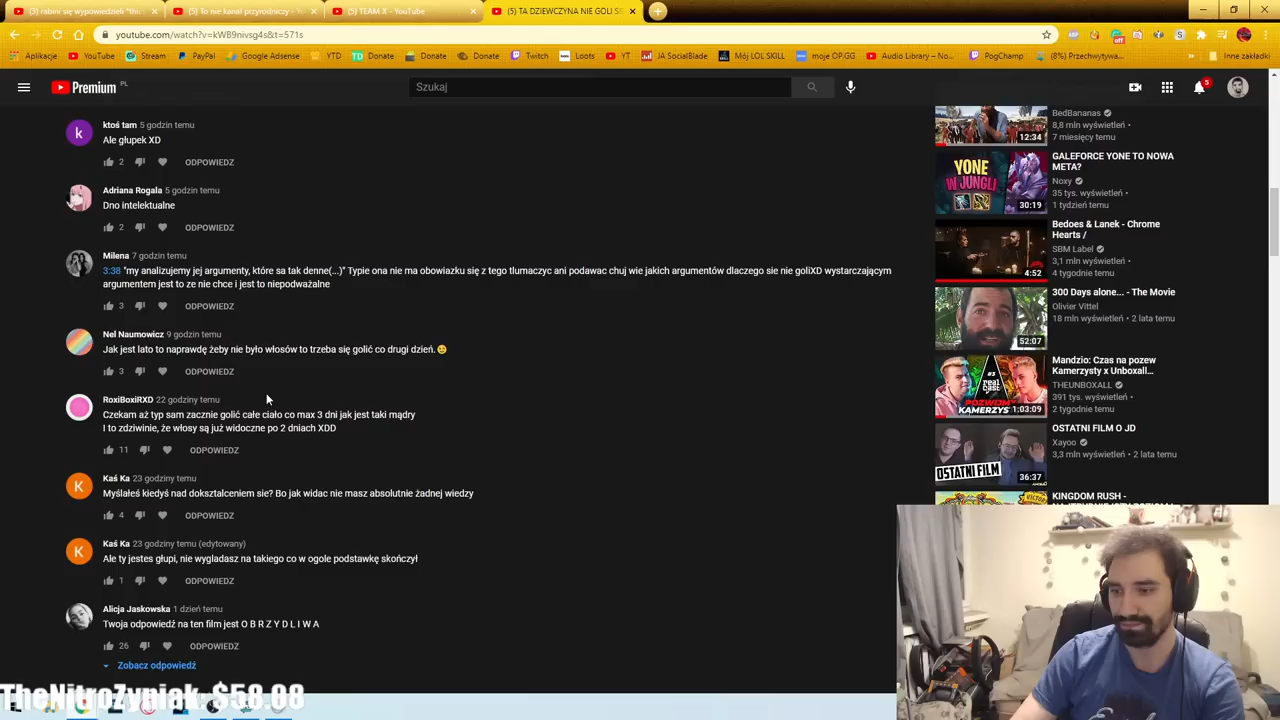 (3) rabini się wypowiedzieli "thi
(5) To nie kanał przyrodniczy - Y
(5) TEAM X - YouTube
(5) TA DZIEWCZYNA NIE GOLI S
youtube.com/watch?v=kWB9nivsg4s&t=571s
Aplikacje
YouTube
Stream
PayPal
Google Adsense
YTD
Donate
Donate
Donate
Twitch
Loots
YT
JA SocialBlade
Mój LOL SKILL
moje OP.GG
Audio Library – No...
PogChamp
(8%) Przechwytywa...
Inne zakładki
Premium PL
Szukaj
5
ktoś tam 5 godzin temu
Ale głupek XD
2 ODPOWIEDZ
Adriana Rogala 5 godzin temu
Dno intelektualne
2 ODPOWIEDZ
Milena 7 godzin temu
3:38 "my analizujemy jej argumenty, które sa tak denne(...)" Typie ona nie ma obowiazku się z tego tlumaczyc ani podawac chuj wie jakich argumentów dlaczego sie nie goliXD wystarczającym
argumentem jest to ze nie chce i jest to niepodważalne
3 ODPOWIEDZ
Nel Naumowicz 9 godzin temu
Jak jest lato to naprawdę żeby nie było włosów to trzeba się golić co drugi dzień.😉
3 ODPOWIEDZ
RoxiBoxiRXD 22 godziny temu
Czekam aż typ sam zacznie golić całe ciało co max 3 dni jak jest taki mądry
I to zdziwinie, że włosy są już widoczne po 2 dniach XDD
11 ODPOWIEDZ
Kaś Ka 23 godziny temu
Myślałeś kiedyś nad dokształceniem sie? Bo jak widac nie masz absolutnie żadnej wiedzy
4 ODPOWIEDZ
Kaś Ka 23 godziny temu (edytowany)
Ale ty jestes głupi, nie wygladasz na takiego co w ogole podstawkę skończył
1 ODPOWIEDZ
Alicja Jaskowska 1 dzień temu
Twoja odpowiedź na ten film jest O B R Z Y D L I W A
26 ODPOWIEDZ
Zobacz odpowiedź
BedBananas
8,8 mln wyświetleń •
7 miesięcy temu
12:34
GALEFORCE YONE TO NOWA
META?
Noxy
35 tys. wyświetleń •
1 tydzień temu
YONE
W JUNGLI
30:19
Bedoes & Lanek - Chrome
Hearts /
SBM Label
3,1 mln wyświetleń •
4 tygodnie temu
4:52
300 Days alone... - The Movie
Olivier Vittel
18 mln wyświetleń • 2 lata temu
52:07
Mandzio: Czas na pozew
Kamerzysty x Unboxall...
THEUNBOXALL
391 tys. wyświetleń •
2 tygodnie temu
#3
real
cast
POZWIJMY
KAMERZYS
1:03:09
OSTATNI FILM O JD
Xayoo
3,3 mln wyświetleń • 2 lata temu
OSTATNI FILM
36:37
KINGDOM RUSH -
TheNitroZyniak: $58.08